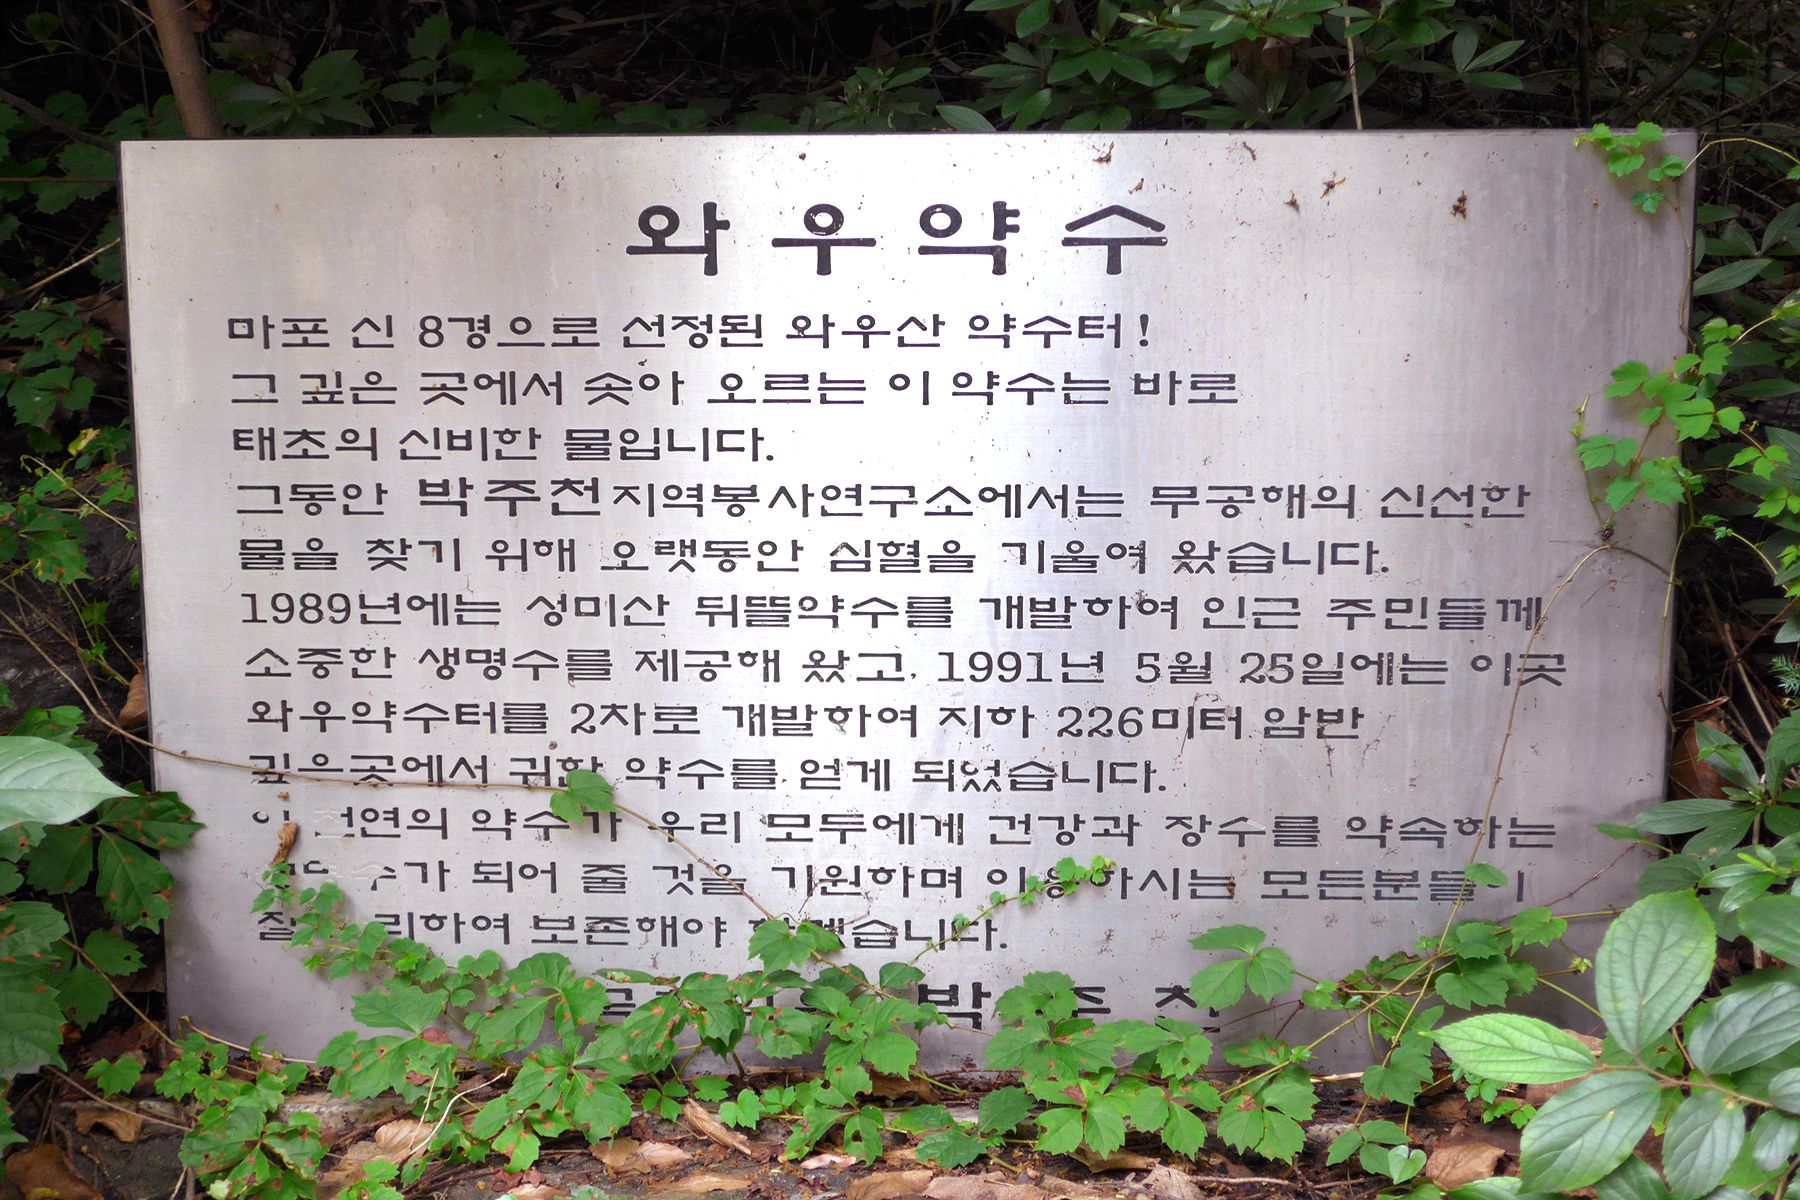 와우약수
마포 신 8경으로 선정된 와우산 약수터!
그 깊은 곳에서 솟아 오르는 이 약수는 바로
태초의 신비한 물입니다.
그동안 박주천지역봉사연구소에서는 무공해의 신선한
물을 찾기 위해 오랫동안 심혈을 기울여 왔습니다.
1989년에는 성미산 뒤뜰약수를 개발하여 인근 주민들께
소중한 생명수를 제공해 왔고, 1991년 5월 25일에는 이곳
와우약수터를 2차로 개발하여 지하 226미터 암반
깊은곳에서 귀한 약수를 얻게 되었습니다.
이 천연의 약수가 우리 모두에게 건강과 장수를 약속하는
되어 줄 것을 기원하며 이용하시는 모든분들이
보존해야 하겠습니다.
박 주 천